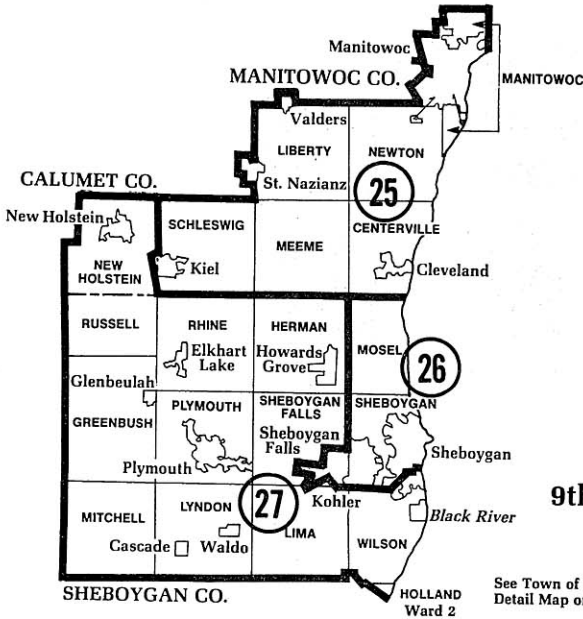 Manitowoc
MANITOWOC CO.
MANITOWOC
Valders
LIBERTY
NEWTON
St. Nazianz
25
CALUMET CO.
New Holstein
SCHLESWIG
CENTERVILLE
MEEME
NEW
HOLSTEIN
Kiel
Cleveland
RUSSELL
RHINE
HERMAN
MOSEL
Elkhart
Lake
Howards
Grove
26
Glenbeulah
PLYMOUTH
SHEBOYGAN
FALLS
SHEBOYGAN
GREENBUSH
Sheboygan
Falls
Sheboygan
Plymouth
27
Kohler
9th
MITCHELL
LYNDON
LIMA
Black River
Cascade
Waldo
WILSON
SHEBOYGAN CO.
HOLLAND
Ward 2
See Town of
Detail Map o